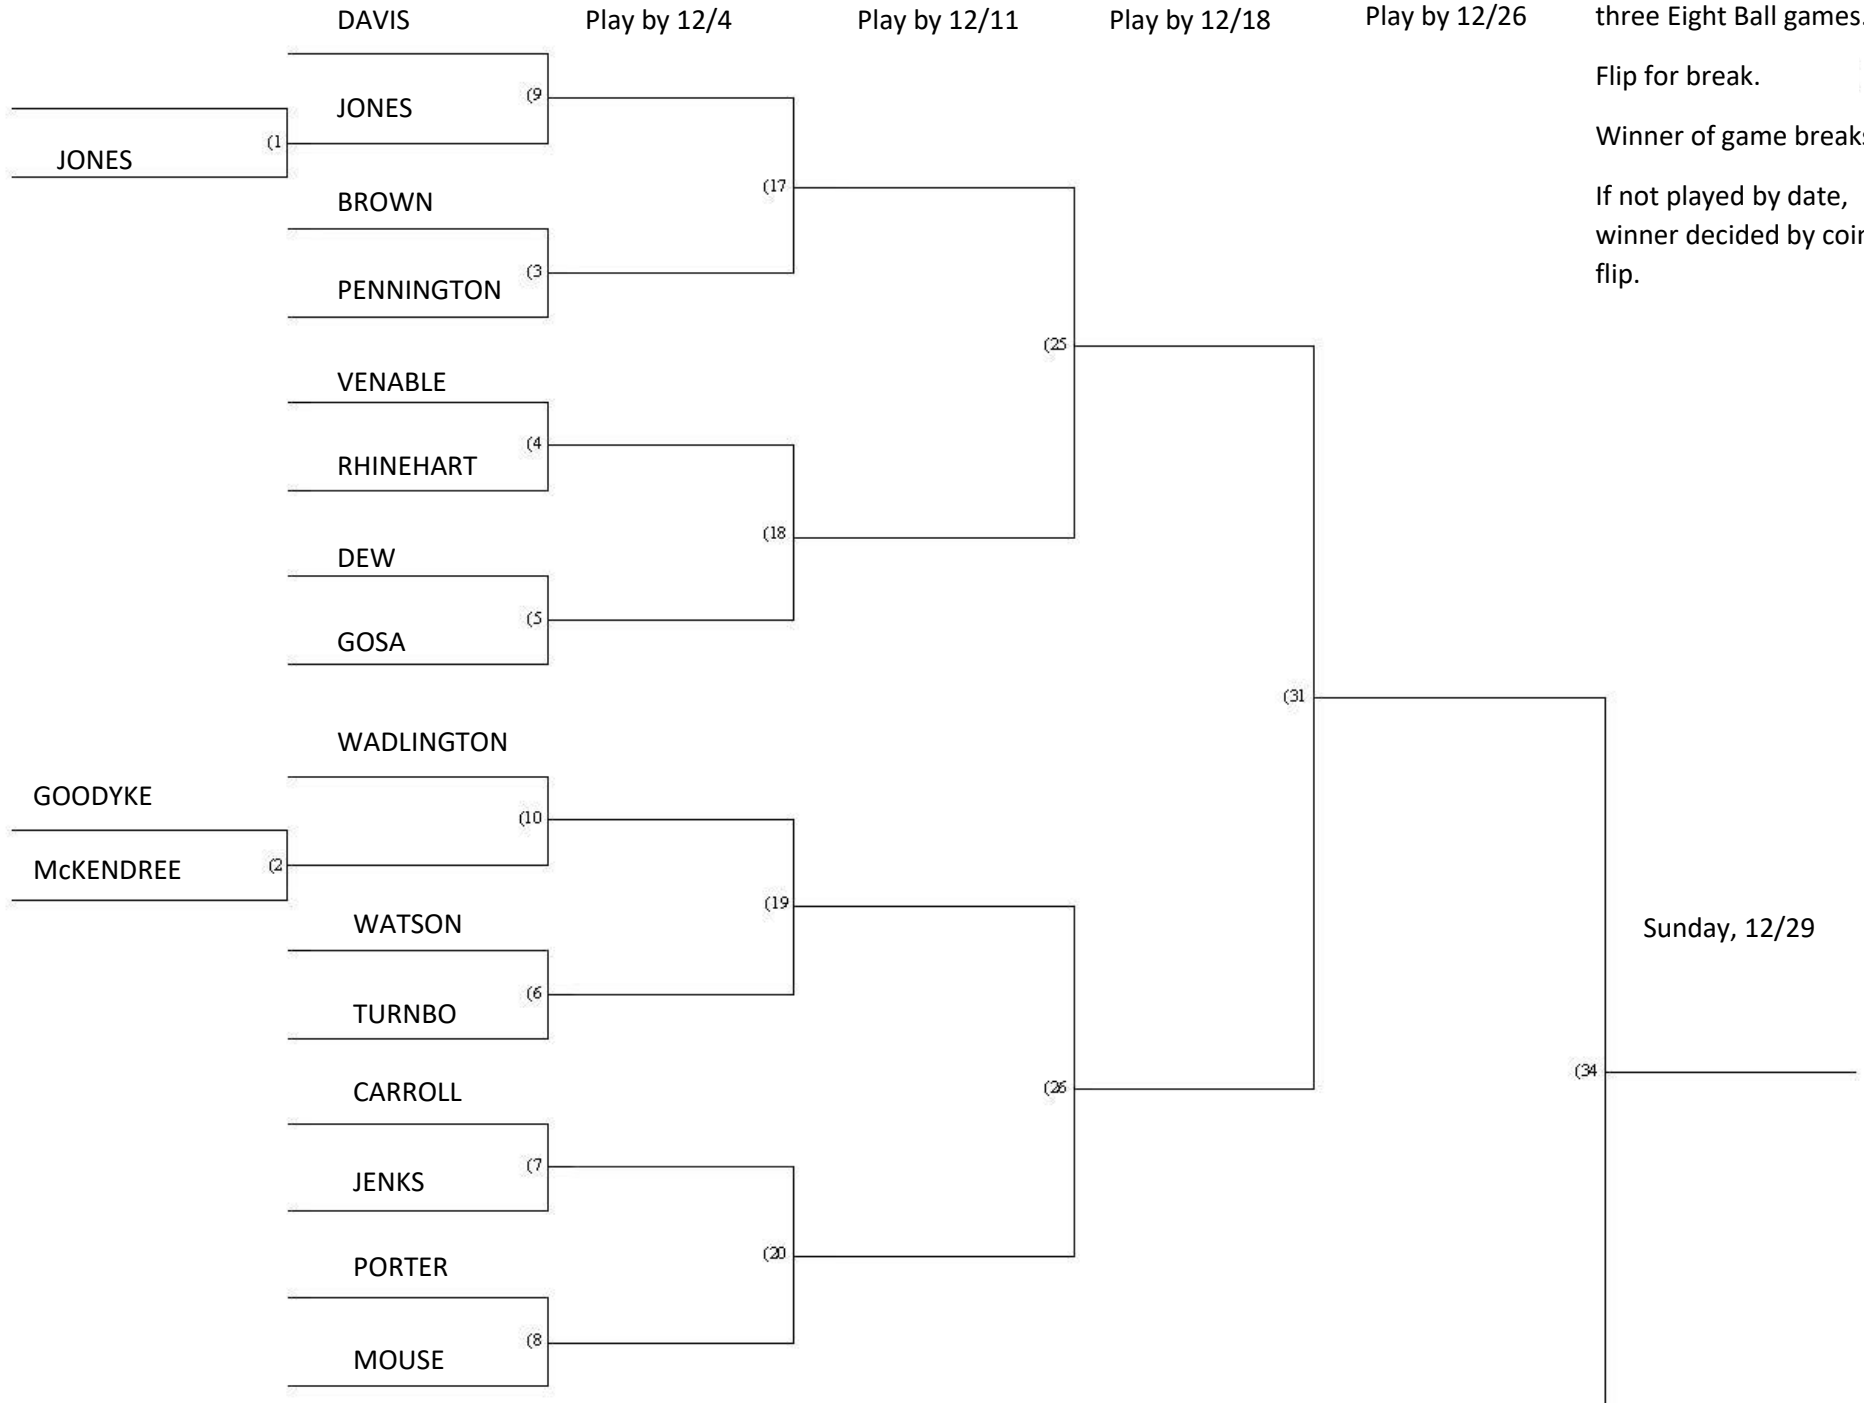 DAVIS Play by 12/4 Play by 12/11 Play by 12/18 Play by 12/26 three Eight Ball games.
Flip for break.
JONES (9
Winner of game breaks
(1
JONES
(17
If not played by date,
BROWN
winner decided by coin
(3
flip.
PENNINGTON
(25
VENABLE
(4
RHINEHART
(18
DEW
(5
GOSA
(31
WADLINGTON
GOODYKE
(10
McKENDREE (2
(19
WATSON
Sunday, 12/29
(6
TURNBO
(34
CARROLL
(26
(7
JENKS
(20
PORTER
(8
MOUSE